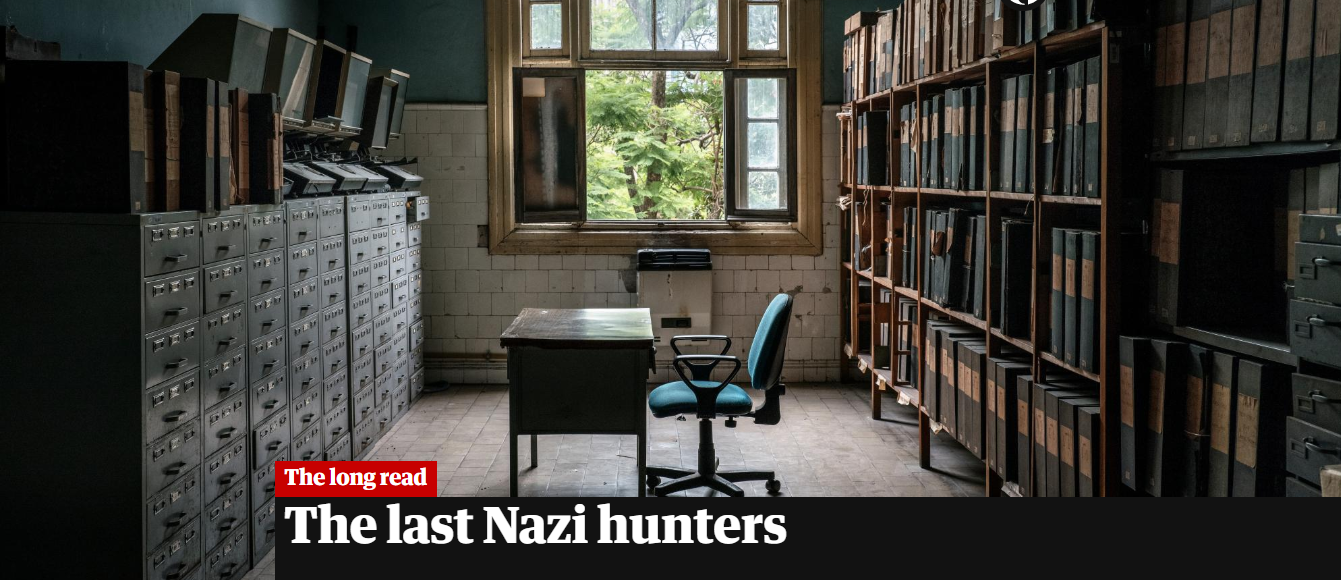 The long read
The last Nazi hunters